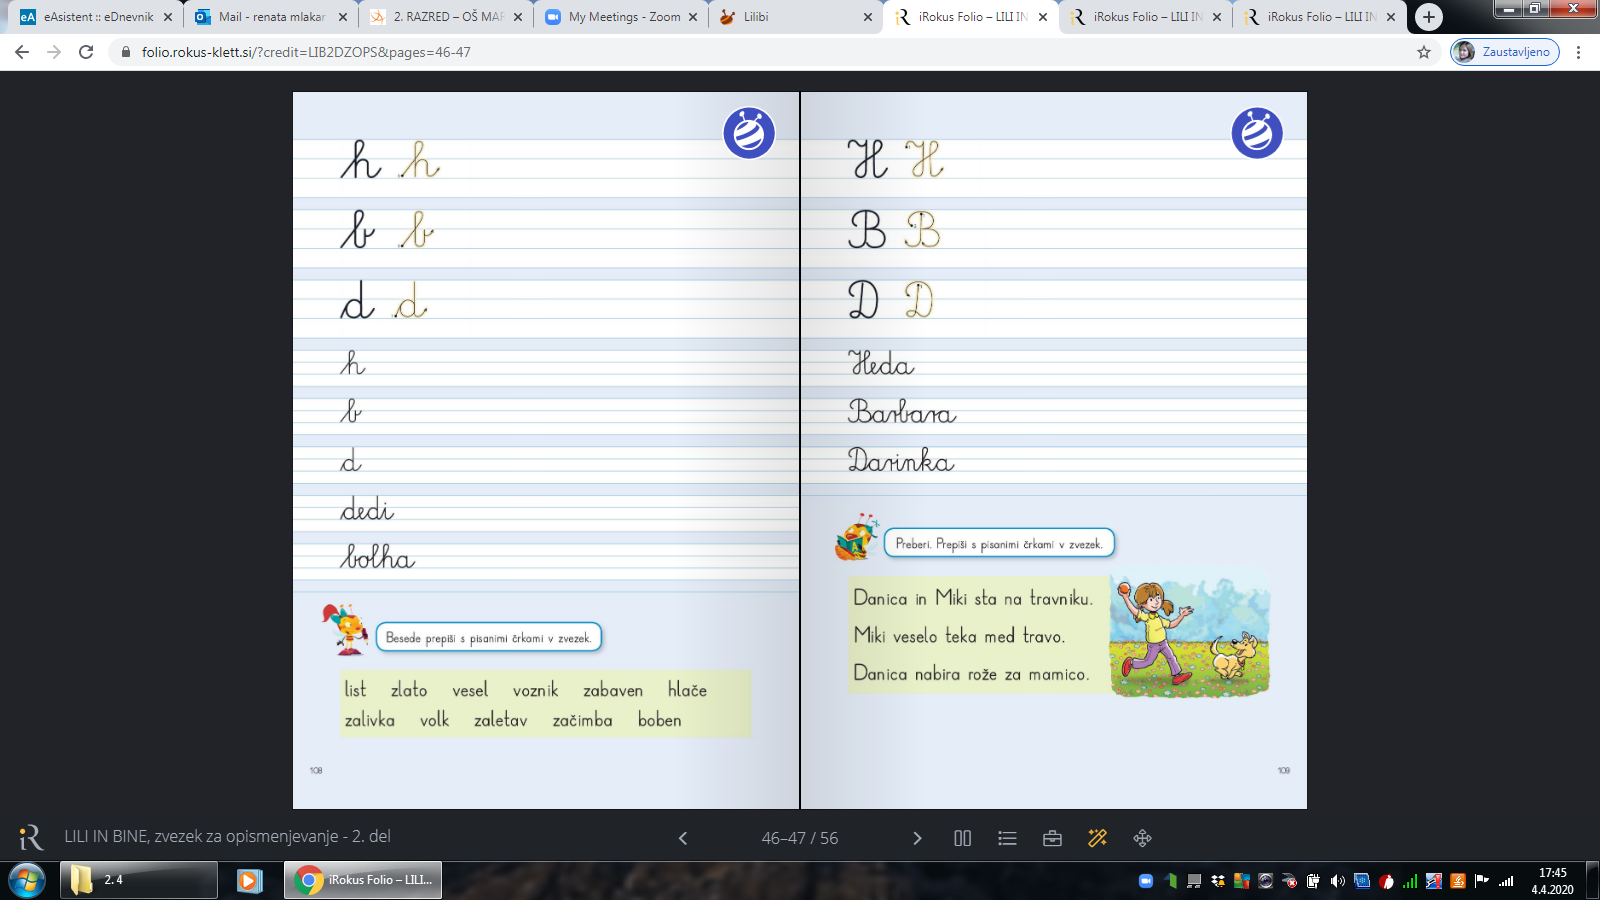 eAsistent :: eDnevnik
Mail - renata mlakar
2. RAZRED – OŠ MAR
My Meetings - Zoom
Lilibi
iRokus Folio – LILI IN
iRokus Folio – LILI IN
iRokus Folio – LILI IN
folio.rokus-klett.si/?credit=LIB2DZOPS&pages=46-47
Zaustavljeno
h h
b b
d d
h
b
d
dedi
bolha
Besede prepiši s pisanimi črkami v zvezek.
list zlato vesel voznik zabaven hlače
zalivka volk zaletav začimba boben
108
H H
B B
D D
Heda
Barbara
Darinka
Preberi. Prepiši s pisanimi črkami v zvezek.
Danica in Miki sta na travniku.
Miki veselo teka med travo.
Danica nabira rože za mamico.
109
iR
LILI IN BINE, zvezek za opismenjevanje - 2. del
46–47 / 56
2. 4
iRokus Folio – LILI...
17:45
4.4.2020